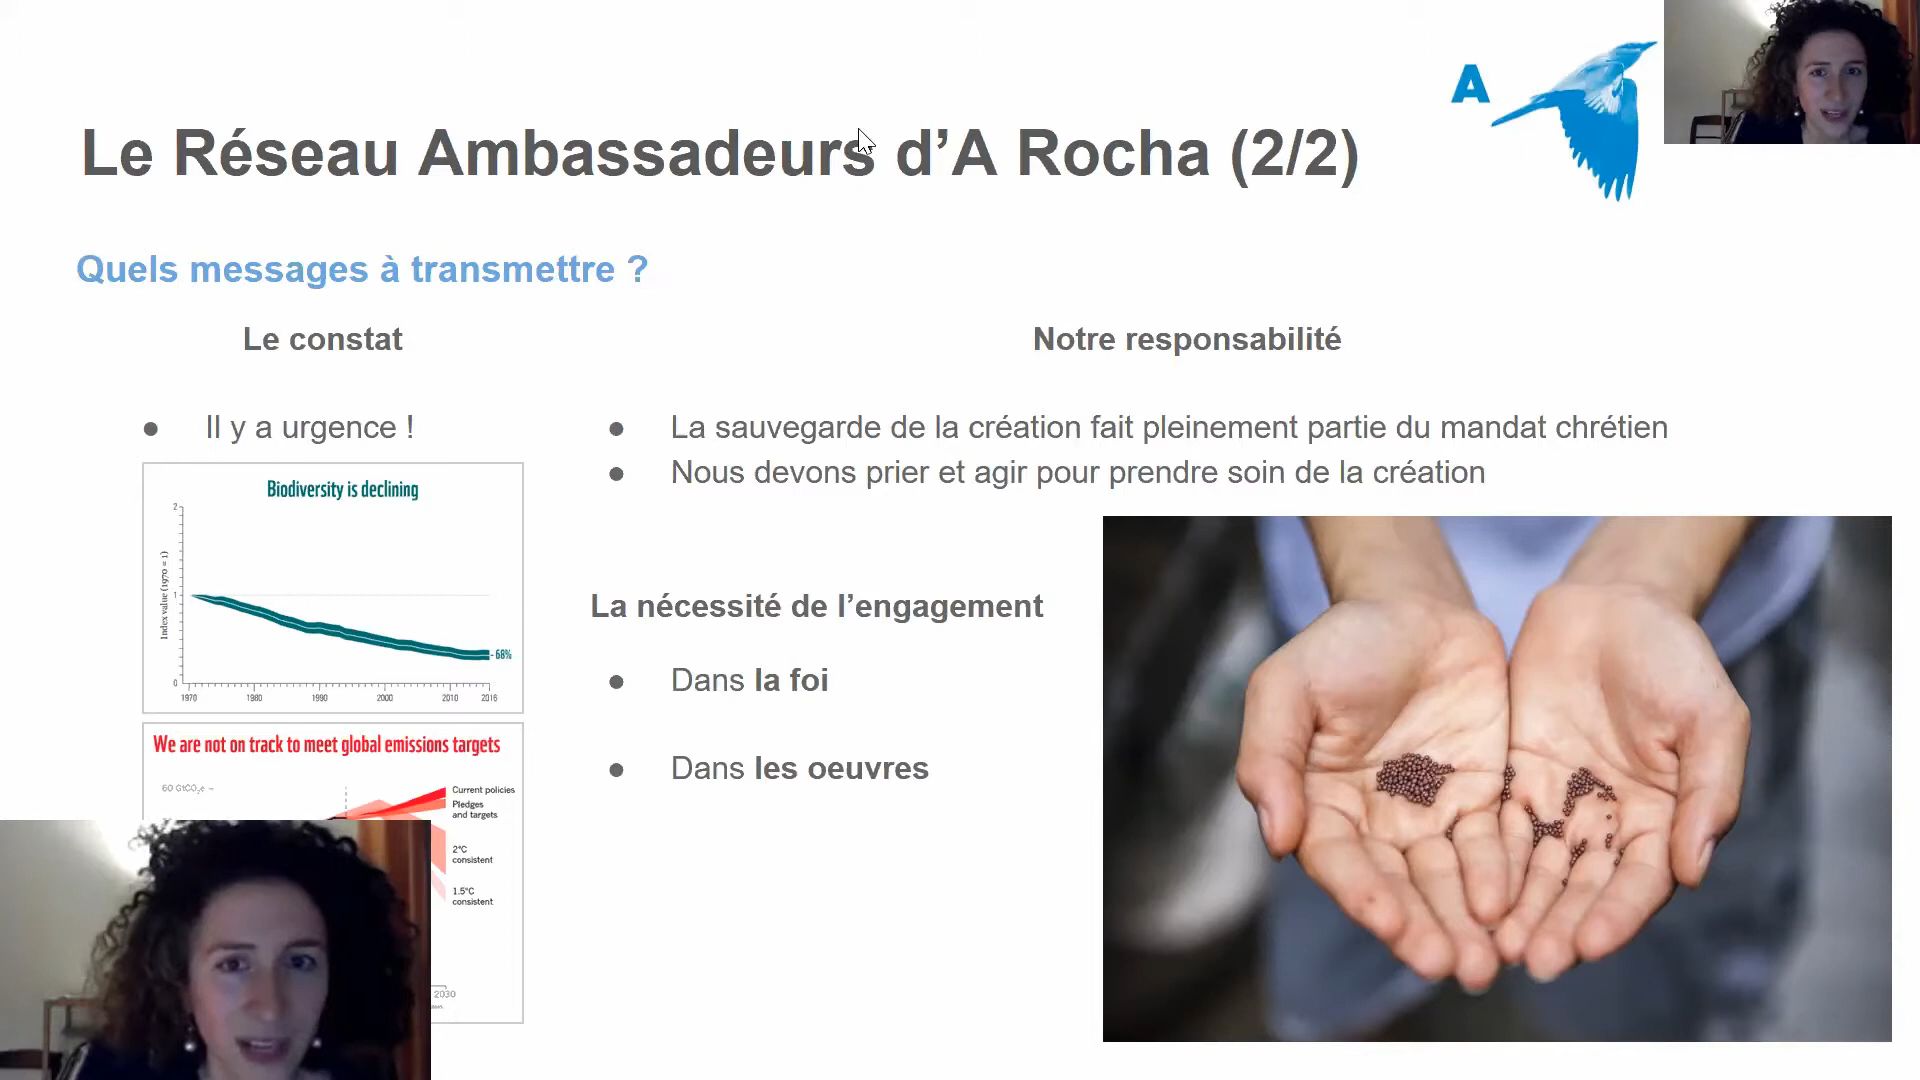 A
Le Réseau Ambassadeurs d’A Rocha (2/2)
Quels messages à transmettre ?
Le constat
● Il y a urgence !
Biodiversity is declining
Index value (1970 = 1)
2
1
0
- 68%
1970 1980 1990 2000 2010 2016
We are not on track to meet global emissions targets
60 GtCO₂e
Current policies
Pledges
and targets
2°C
consistent
1.5°C
consistent
2030
Notre responsabilité
● La sauvegarde de la création fait pleinement partie du mandat chrétien
● Nous devons prier et agir pour prendre soin de la création
La nécessité de l’engagement
● Dans la foi
● Dans les oeuvres